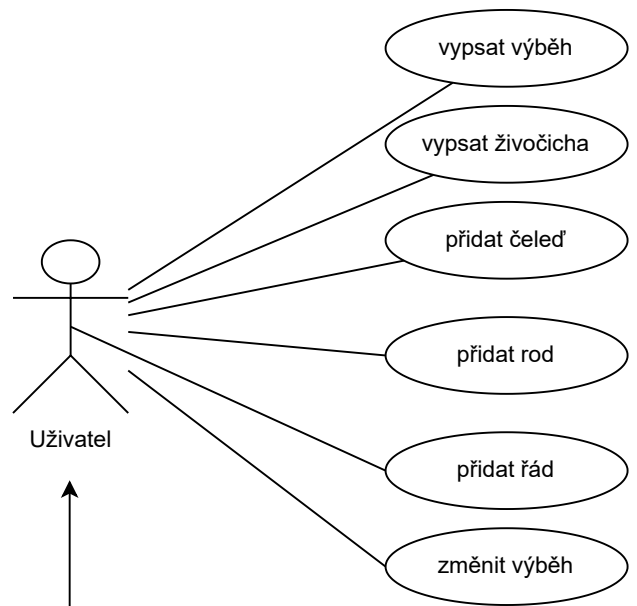 vypsat výběh
vypsat živočicha
přidat čeleď
přidat rod
Uživatel
přidat řád
změnit výběh